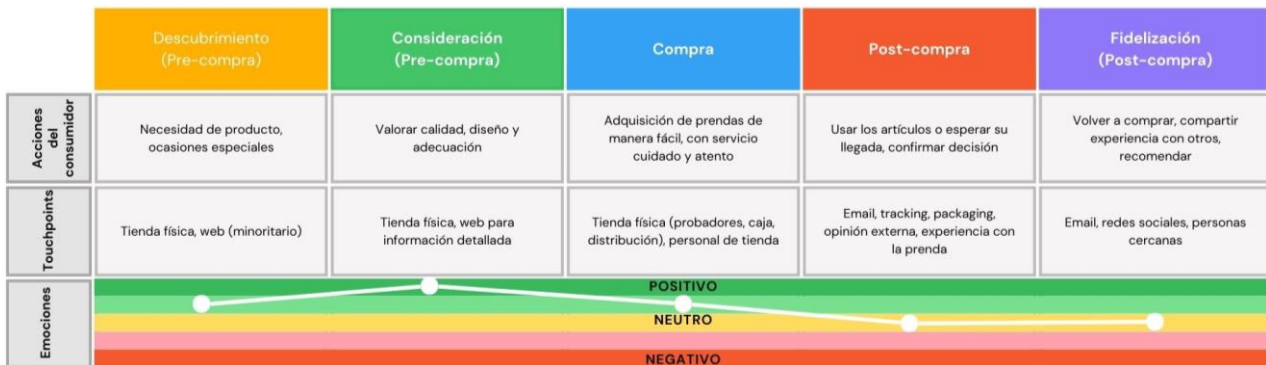 Descubrimiento
(Pre-compra)
Consideración
(Pre-compra)
Compra
Post-compra
Fidelización
(Post-compra)
Acciones
del
consumidor
Necesidad de producto,
ocasiones especiales
Valorar calidad, diseño y
adecuación
Adquisición de prendas de
manera fácil, con servicio
cuidado y atento
Usar los artículos o esperar su
llegada, confirmar decisión
Volver a comprar, compartir
experiencia con otros,
recomendar
Touchpoints
Tienda física, web (minoritario)
Tienda física, web para
información detallada
Tienda física (probadores, caja,
distribución), personal de tienda
Email, tracking, packaging,
opinión externa, experiencia con
la prenda
Email, redes sociales, personas
cercanas
Emociones
POSITIVO
NEUTRO
NEGATIVO